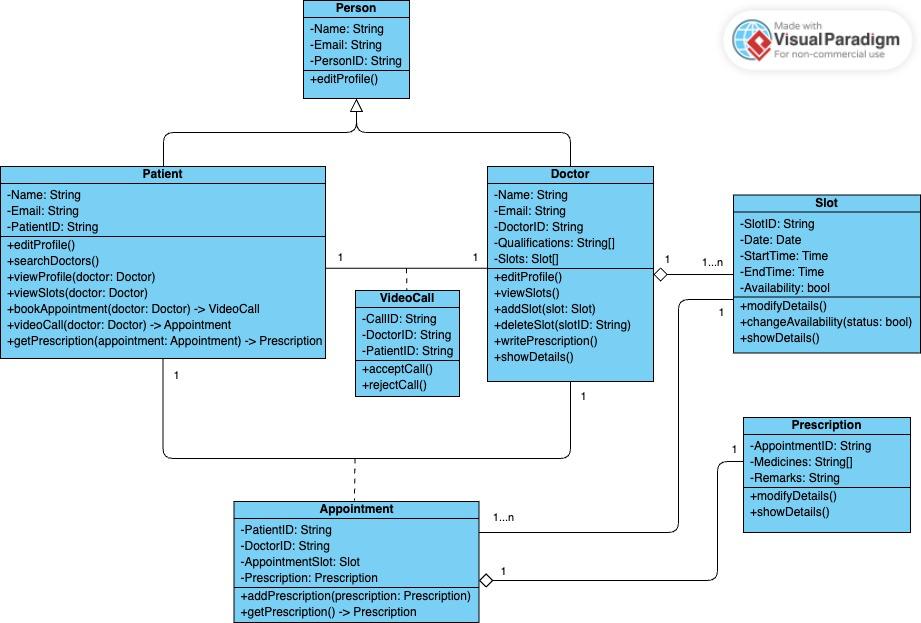 Person
-Name: String
-Email: String
-PersonID: String
+editProfile()
Made with
VisualParadigm
For non-commercial use
Patient
-Name: String
-Email: String
-PatientID: String
+editProfile()
+searchDoctors()
+viewProfile(doctor: Doctor)
+viewSlots(doctor: Doctor)
+bookAppointment(doctor: Doctor) -> VideoCall
+videoCall(doctor: Doctor) -> Appointment
+getPrescription(appointment: Appointment) -> Prescription
1
1
1
VideoCall
-CallID: String
-DoctorID: String
-PatientID: String
+acceptCall()
+rejectCall()
Doctor
-Name: String
-Email: String
-DoctorID: String
-Qualifications: String[]
-Slots: Slot[]
+editProfile()
+viewSlots()
+addSlot(slot: Slot)
+deleteSlot(slotID: String)
+writePrescription()
+showDetails()
1
1
1...n
1
Slot
-SlotID: String
-Date: Date
-StartTime: Time
-EndTime: Time
-Availability: bool
+modifyDetails()
+changeAvailability(status: bool)
+showDetails()
Appointment
-PatientID: String
-DoctorID: String
-AppointmentSlot: Slot
-Prescription: Prescription
+addPrescription(prescription: Prescription)
+getPrescription() -> Prescription
1...n
1
1
Prescription
-AppointmentID: String
-Medicines: String[]
-Remarks: String
+modifyDetails()
+showDetails()